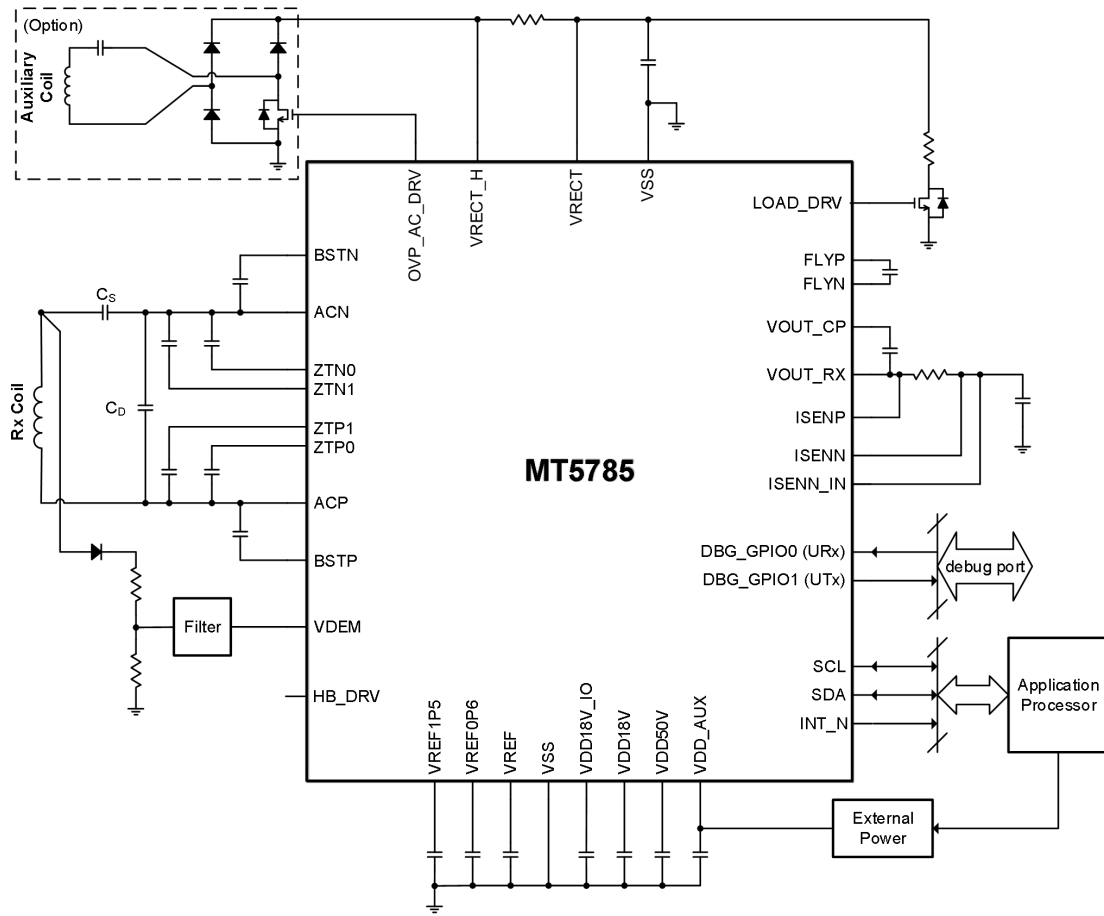 (Option)
Auxiliary
Coil
OVP_AC_DRV
VRECT_H
VRECT
VSS
LOAD_DRV
BSTN
FLYP
FLYN
CS
ACN
VOUT_CP
ZTN0
ZTN1
VOUT_RX
Rx Coil
CD
ISENP
ZTP1
ZTP0
ISENN
MT5785
ISENN_IN
ACP
BSTP
DBG_GPIO0 (URx)
DBG_GPIO1 (UTx)
debug port
Filter
VDEM
HB_DRV
SCL
SDA
INT_N
Application
Processor
VREF1P5
VREF0P6
VREF
VSS
VDD18V_IO
VDD18V
VDD50V
VDD_AUX
External
Power